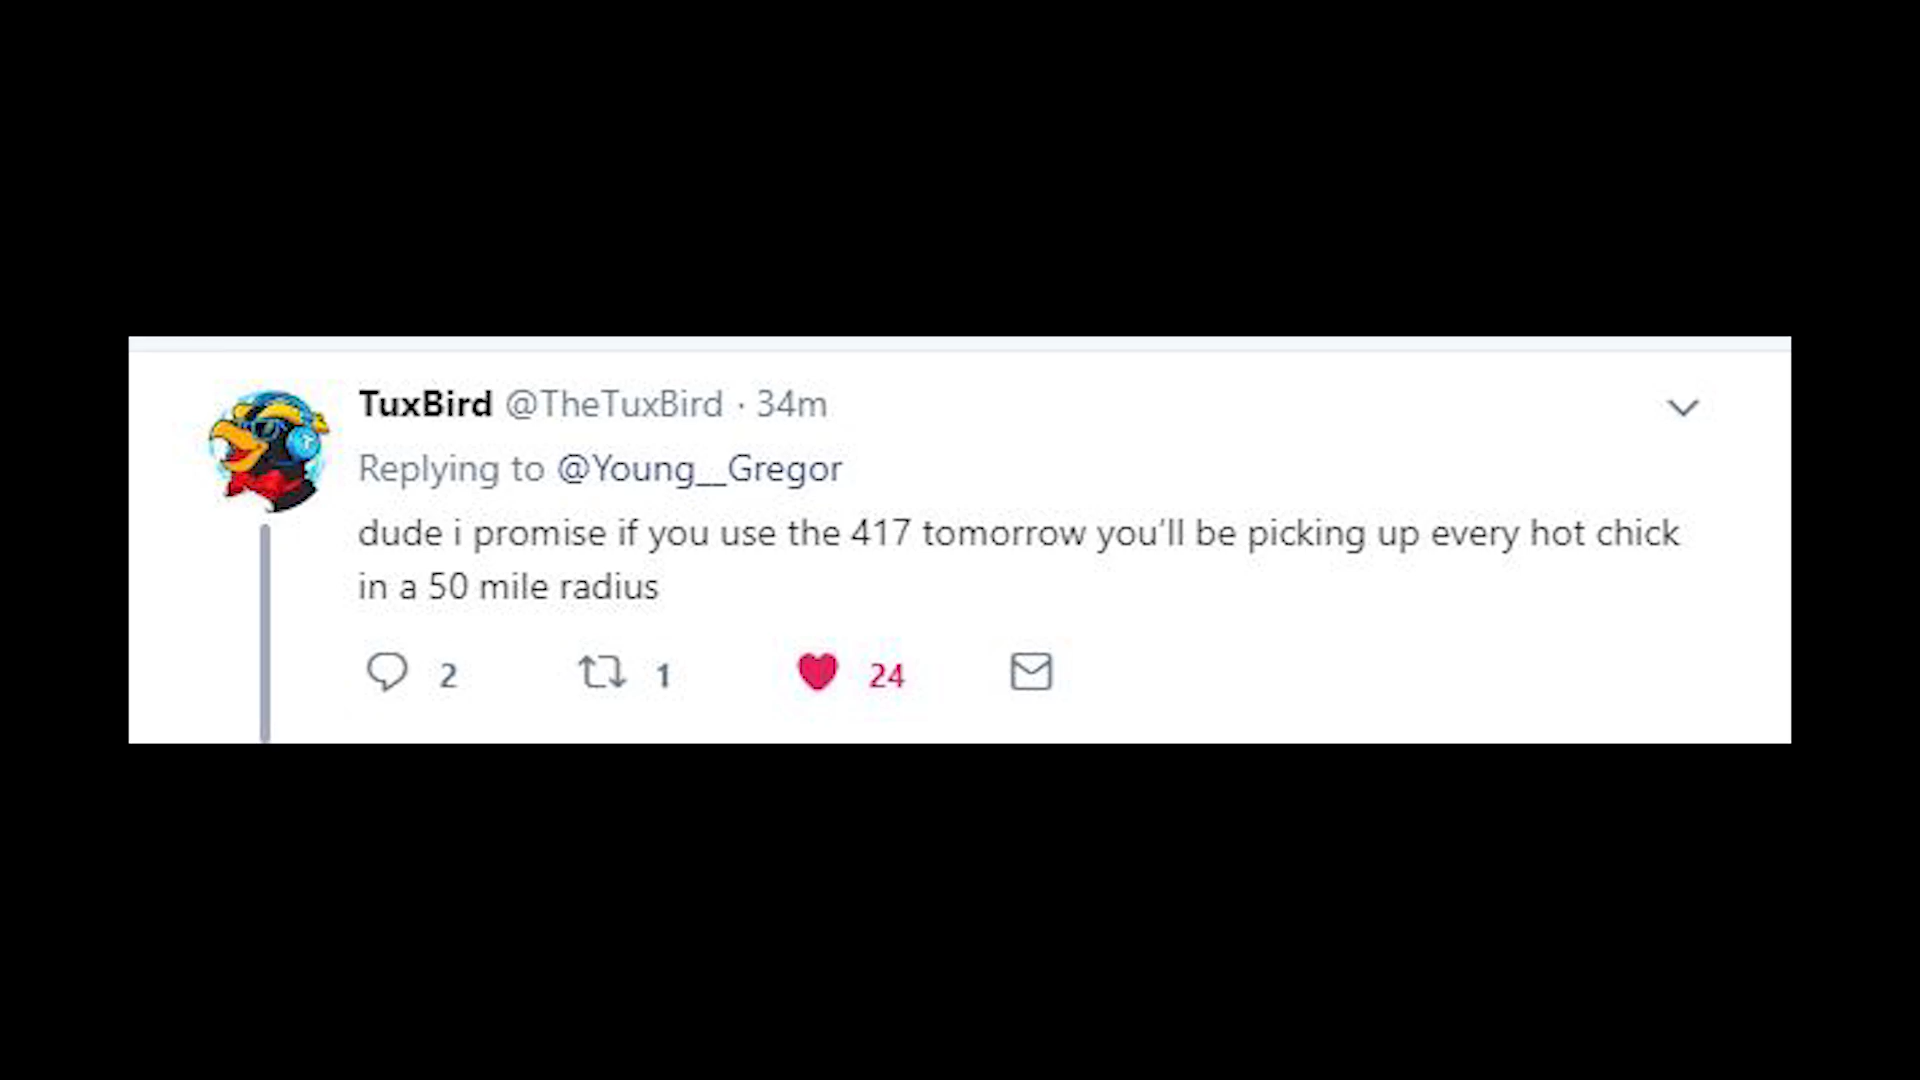 TuxBird @TheTuxBird · 34m
Replying to @Young__Gregor
dude i promise if you use the 417 tomorrow you'll be picking up every hot chick
in a 50 mile radius
2 1 24